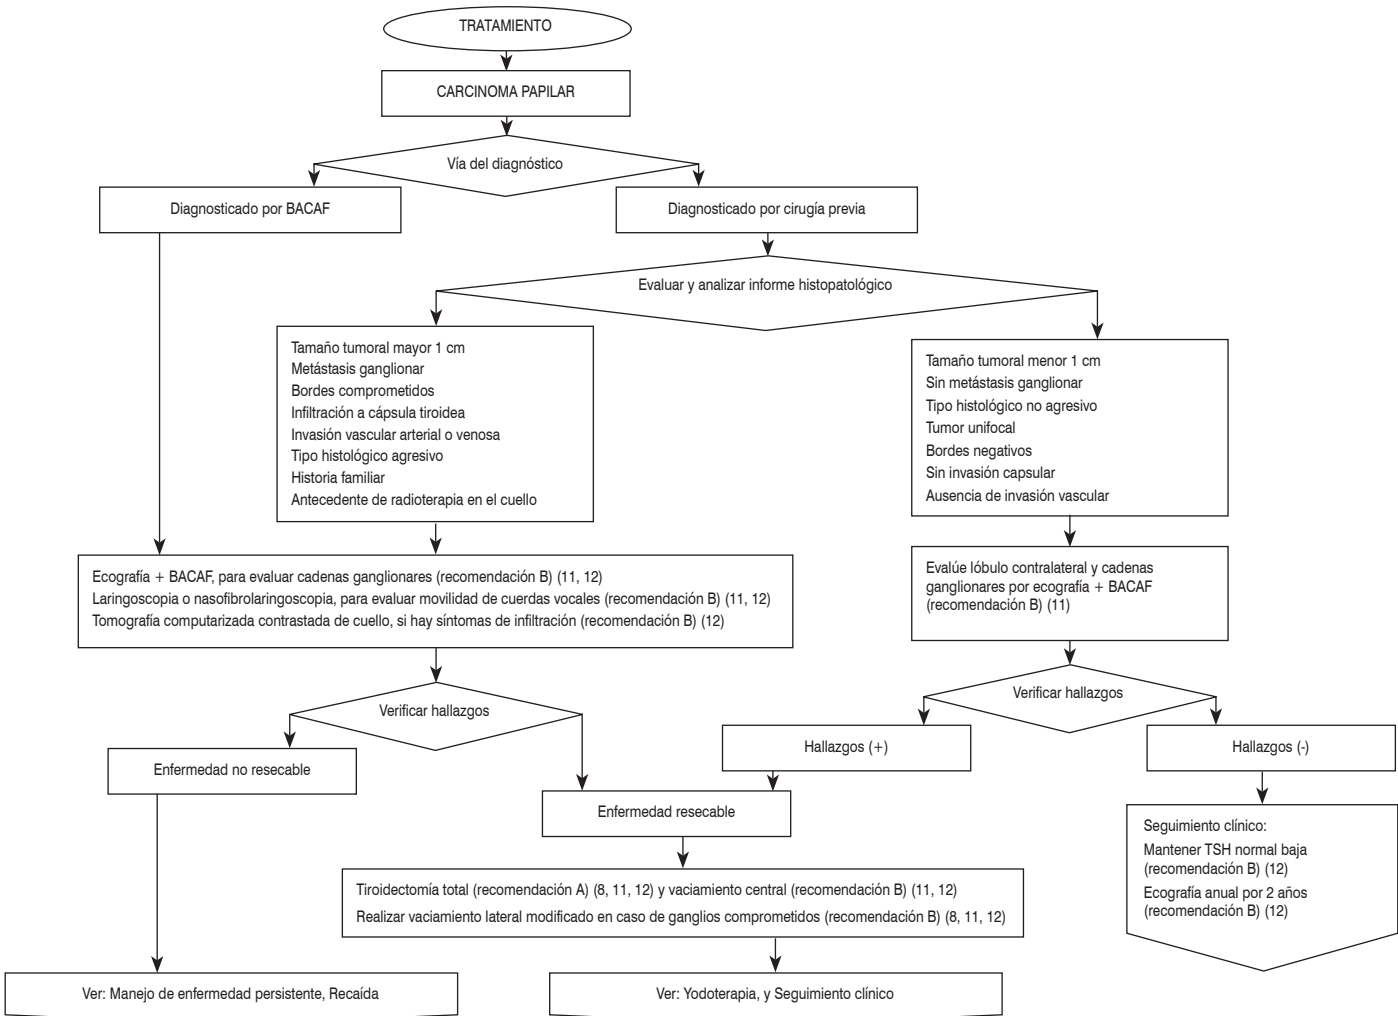 TRATAMIENTO
CARCINOMA PAPILAR
Vía del diagnóstico
Diagnosticado por BACAF
Diagnosticado por cirugía previa
Evaluar y analizar informe histopatológico
Tamaño tumoral mayor 1 cm
Metástasis ganglionar
Bordes comprometidos
Infiltración a cápsula tiroidea
Invasión vascular arterial o venosa
Tipo histológico agresivo
Historia familiar
Antecedente de radioterapia en el cuello
Tamaño tumoral menor 1 cm
Sin metástasis ganglionar
Tipo histológico no agresivo
Tumor unifocal
Bordes negativos
Sin invasión capsular
Ausencia de invasión vascular
Ecografía + BACAF, para evaluar cadenas ganglionares (recomendación B) (11, 12)
Laringoscopia o nasofibrolaringoscopia, para evaluar movilidad de cuerdas vocales (recomendación B) (11, 12)
Tomografía computarizada contrastada de cuello, si hay síntomas de infiltración (recomendación B) (12)
Evalúe lóbulo contralateral y cadenas
ganglionares por ecografía + BACAF
(recomendación B) (11)
Verificar hallazgos
Verificar hallazgos
Enfermedad no resecable
Hallazgos (+)
Hallazgos (-)
Enfermedad resecable
Seguimiento clínico:
Mantener TSH normal baja
(recomendación B) (12)
Ecografía anual por 2 años
(recomendación B) (12)
Tiroidectomía total (recomendación A) (8, 11, 12) y vaciamiento central (recomendación B) (11, 12)
Realizar vaciamiento lateral modificado en caso de ganglios comprometidos (recomendación B) (8, 11, 12)
Ver: Manejo de enfermedad persistente, Recaída
Ver: Yodoterapia, y Seguimiento clínico